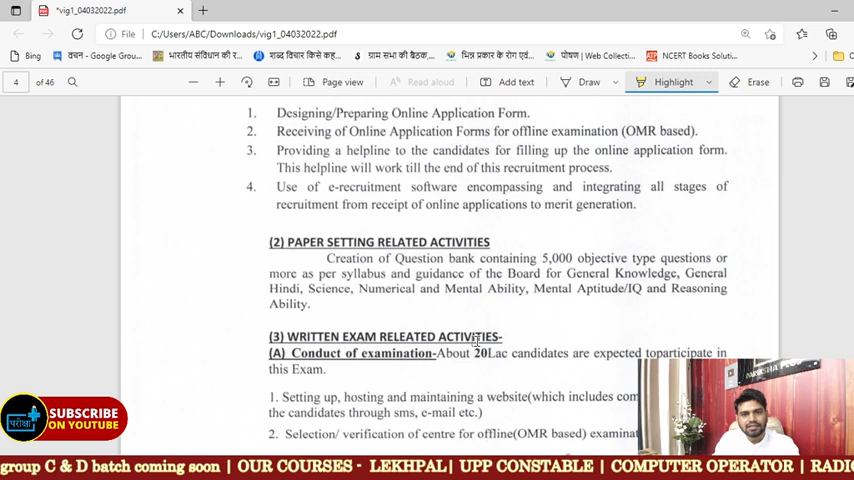 *vig1_04032022.pdf
File C:/Users/ABC/Downloads/vig1_04032022.pdf
Bing वचन - Google Grou... भारतीय संविधान की र... शब्द विचार किसे कह... ग्राम सभा की बैठक,... भिन्न प्रकार के रोग एवं... पोषण | Web Collecti... NCERT Books Soluti...
4 of 46 Page view Read aloud Add text Draw Highlight Erase
1. Designing/Preparing Online Application Form.
2. Receiving of Online Application Forms for offline examination (OMR based).
3. Providing a helpline to the candidates for filling up the online application form.
This helpline will work till the end of this recruitment process.
4. Use of e-recruitment software encompassing and integrating all stages of
recruitment from receipt of online applications to merit generation.
(2) PAPER SETTING RELATED ACTIVITIES
Creation of Question bank containing 5,000 objective type questions or
more as per syllabus and guidance of the Board for General Knowledge, General
Hindi, Science, Numerical and Mental Ability, Mental Aptitude/IQ and Reasoning
Ability.
(3) WRITTEN EXAM RELEATED ACTIVITIES-
(A) Conduct of examination-About 20Lac candidates are expected toparticipate in
this Exam.
1. Setting up, hosting and maintaining a website(which includes com
the candidates through sms, e-mail etc.)
2. Selection/ verification of centre for offline(OMR based) examinat
PARIKSHA PLUS
परीक्षा
SUBSCRIBE
ON YOUTUBE
group C & D batch coming soon | OUR COURSES - LEKHPAL| UPP CONSTABLE | COMPUTER OPERATOR | RADIO